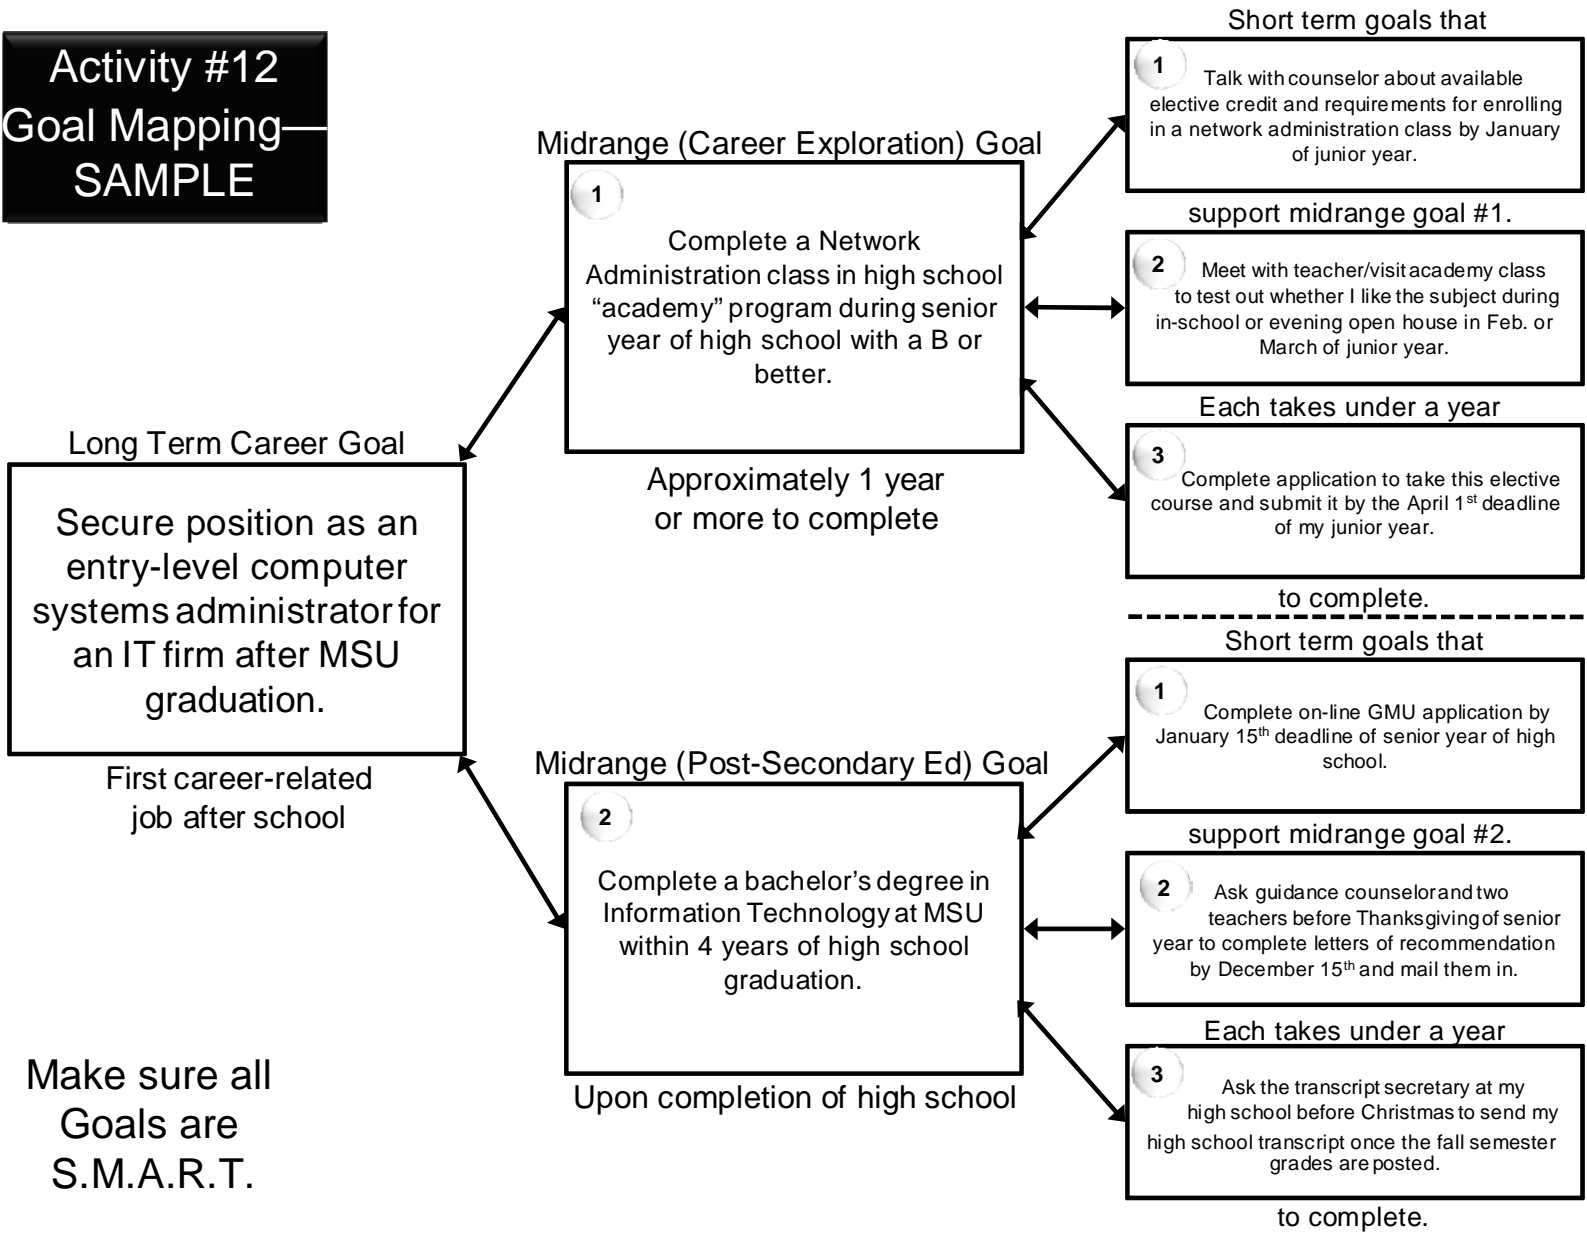 Activity #12
Goal Mapping—
SAMPLE
Long Term Career Goal
Secure position as an
entry-level computer
systems administrator for
an IT firm after MSU
graduation.
First career-related
job after school
Make sure all
Goals are
S.M.A.R.T.
Midrange (Career Exploration) Goal
1
Complete a Network
Administration class in high school
“academy” program during senior
year of high school with a B or
better.
Approximately 1 year
or more to complete
Midrange (Post-Secondary Ed) Goal
2
Complete a bachelor’s degree in
Information Technology at MSU
within 4 years of high school
graduation.
Upon completion of high school
Short term goals that
1
Talk with counselor about available
elective credit and requirements for enrolling
in a network administration class by January
of junior year.
support midrange goal #1.
2
Meet with teacher/visit academy class
to test out whether I like the subject during
in-school or evening open house in Feb. or
March of junior year.
Each takes under a year
3
Complete application to take this elective
course and submit it by the April 1st deadline
of my junior year.
to complete.
Short term goals that
1
Complete on-line GMU application by
January 15th deadline of senior year of high
school.
support midrange goal #2.
2
Ask guidance counselor and two
teachers before Thanksgiving of senior
year to complete letters of recommendation
by December 15th and mail them in.
Each takes under a year
3
Ask the transcript secretary at my
high school before Christmas to send my
high school transcript once the fall semester
grades are posted.
to complete.